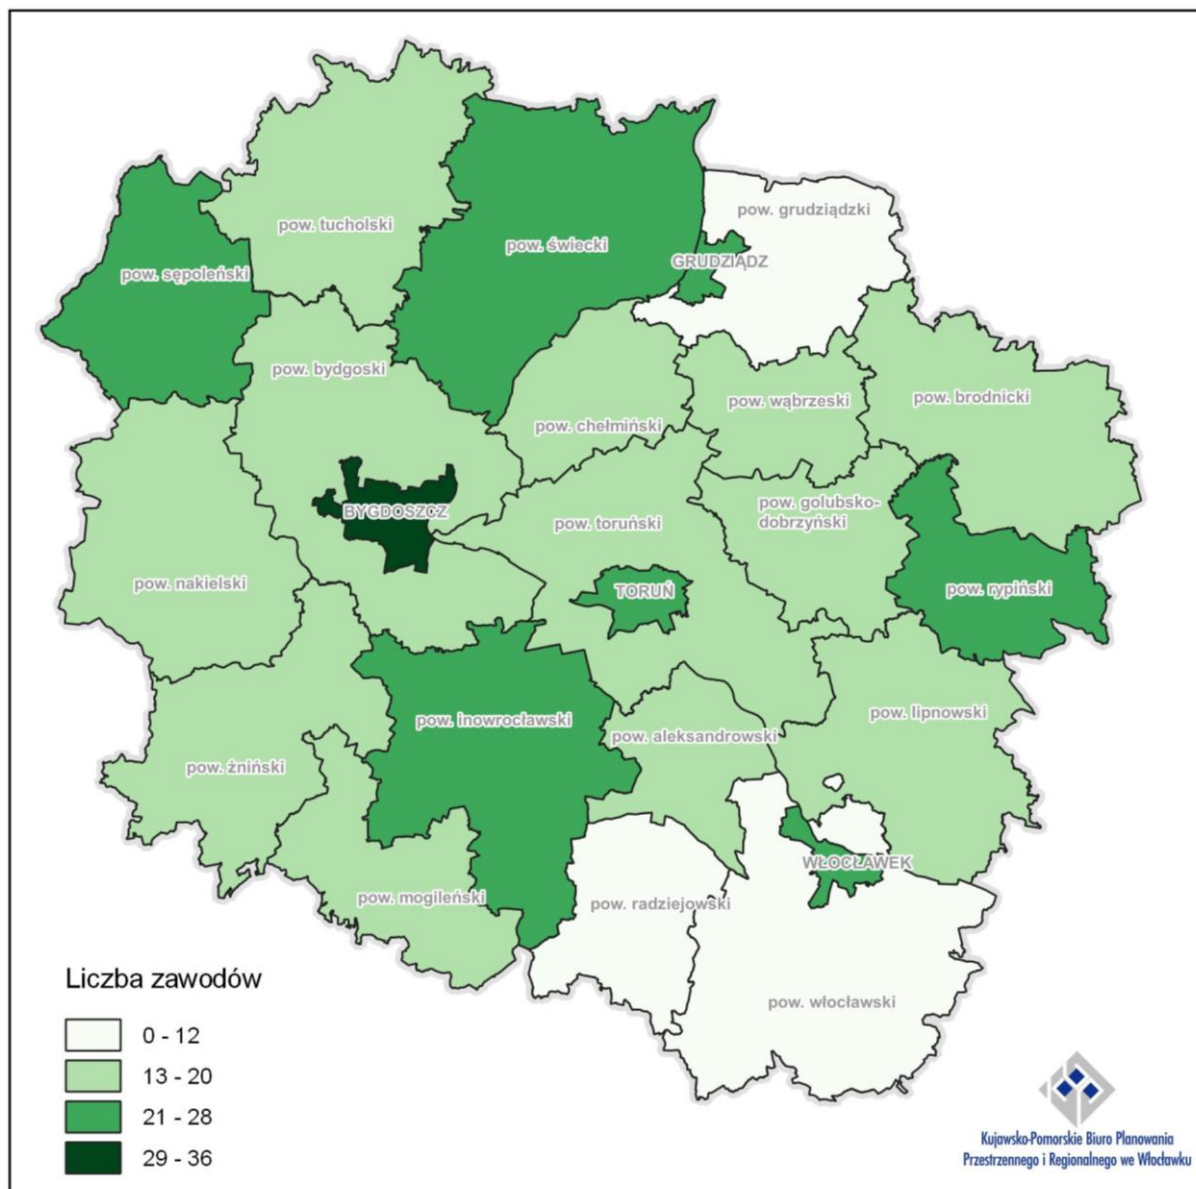 pow. grudziądzki
pow. tucholski
pow. świecki
GRUDZIĄDZ
pow. sępoleński
pow. bydgoski
pow. brodnicki
pow. wąbrzeski
pow. chełmiński
pow. golubsko-
dobrzyński
BYGDOSZCZ
pow. toruński
pow. nakielski
TORUŃ
pow. rypiński
pow. lipnowski
pow. inowrocławski
pow. aleksandrowski
pow. żniński
WŁOCŁAWEK
pow. mogileński
pow. radziejowski
pow. włocławski
Liczba zawodów
0 - 12
13 - 20
21 - 28
29 - 36
Kujawsko-Pomorskie Biuro Planowania
Przestrzennego i Regionalnego we Włocławku